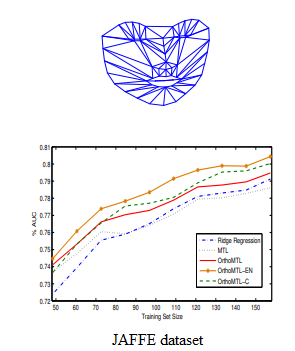 0.81
0.8
0.79
0.78
0.77
0.76
0.75
0.74
0.73
0.72
% AUC
50 60 70 80 90 100 110 120 130 140 150
Training Set Size
Ridge Regression
MTL
OrthoMTL
OrthoMTL-EN
OrthoMTL-C
JAFFE dataset